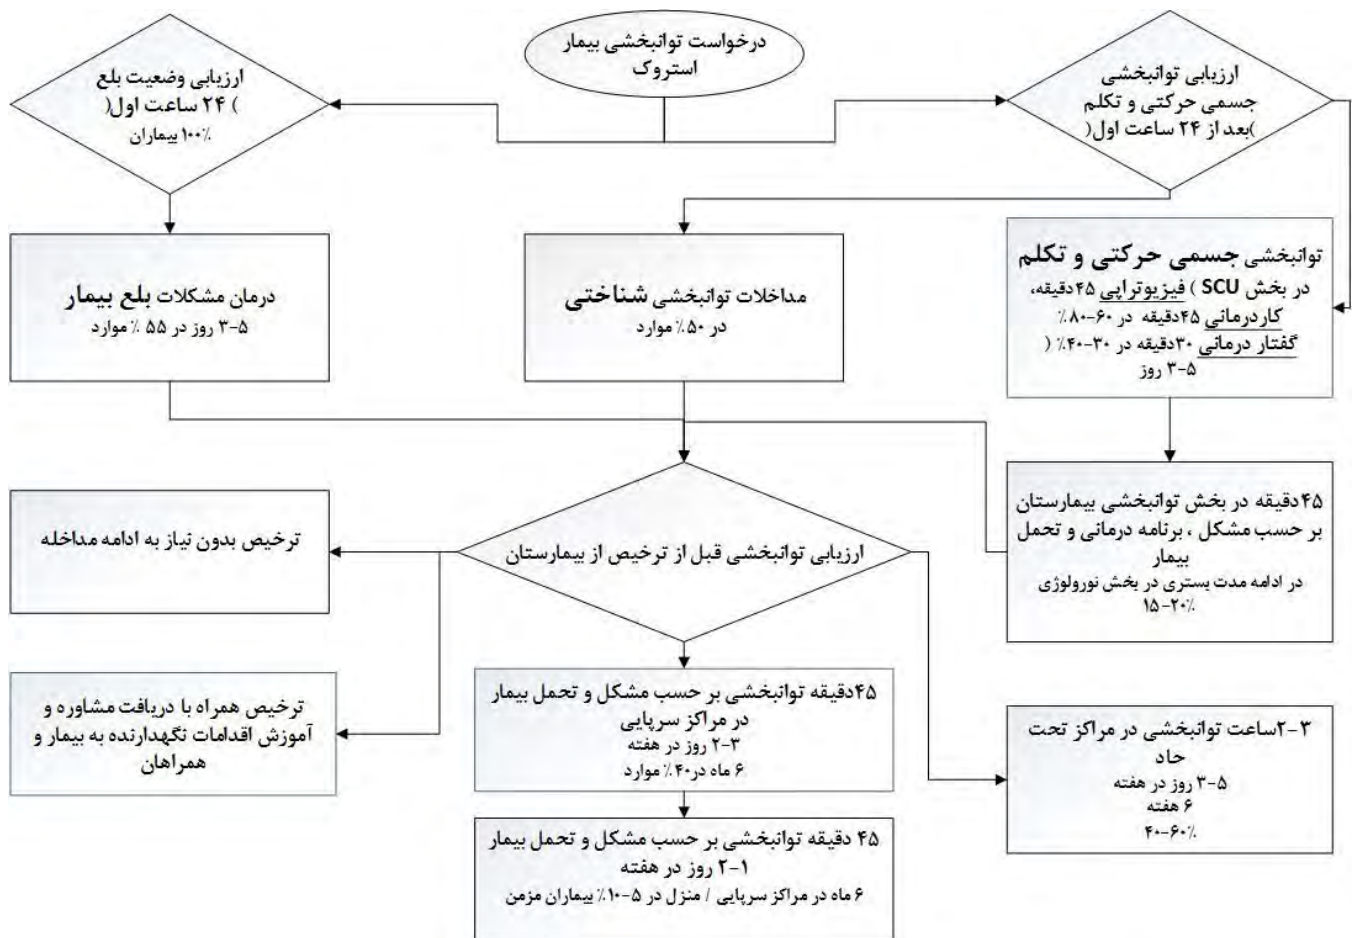 درخواست توانبخشی بیمار
استروک
ارزیابی توانبخشی
جسمی حرکتی و تکلم
)بعد از ۲۴ ساعت اول(
ارزیابی وضعیت بلع
) ۲۴ ساعت اول(
۱۰۰٪ بیماران
توانبخشی جسمی حرکتی و تکلم
در بخش SCU ) فیزیوتراپی ۴۵دقیقه،
کاردرمانی ۴۵دقیقه در ۶۰-۸۰٪
گفتار درمانی ۳۰دقیقه در ۳۰-۴۰٪ (
۳-۵ روز
مداخلات توانبخشی شناختی
در ۵۰٪ موارد
درمان مشکلات بلع بیمار
۳-۵ روز در ۵۵ ٪ موارد
۴۵دقیقه در بخش توانبخشی بیمارستان
بر حسب مشکل ، برنامه درمانی و تحمل
بیمار
در ادامه مدت بستری در بخش نورولوژی
۱۵-۲۰٪
ارزیابی توانبخشی قبل از ترخیص از بیمارستان
ترخیص بدون نیاز به ادامه مداخله
ترخیص همراه با دریافت مشاوره و
آموزش اقدامات نگهدارنده به بیمار و
همراهان
۴۵دقیقه توانبخشی بر حسب مشکل و تحمل بیمار
در مراکز سرپایی
۲-۳ روز در هفته
۶ ماه در۴۰٪ موارد
۲-۳ساعت توانبخشی در مراکز تحت
حاد
۳-۵ روز در هفته
۶ هفته
۴۰-۶۰٪
۴۵ دقیقه توانبخشی بر حسب مشکل و تحمل بیمار
۲-۱ روز در هفته
۶ ماه در مراکز سرپایی / منزل در ۵-۱۰٪ بیماران مزمن